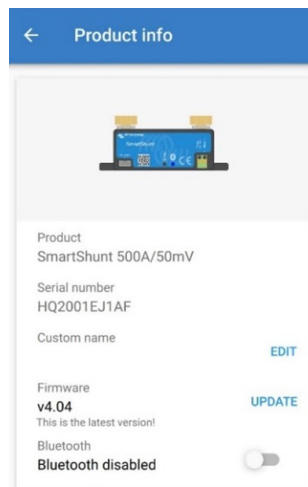 Product info
SmartShunt
Product
SmartShunt 500A/50mV
Serial number
HQ2001EJ1AF
Custom name
EDIT
Firmware
v4.04
UPDATE
This is the latest version!
Bluetooth
Bluetooth disabled